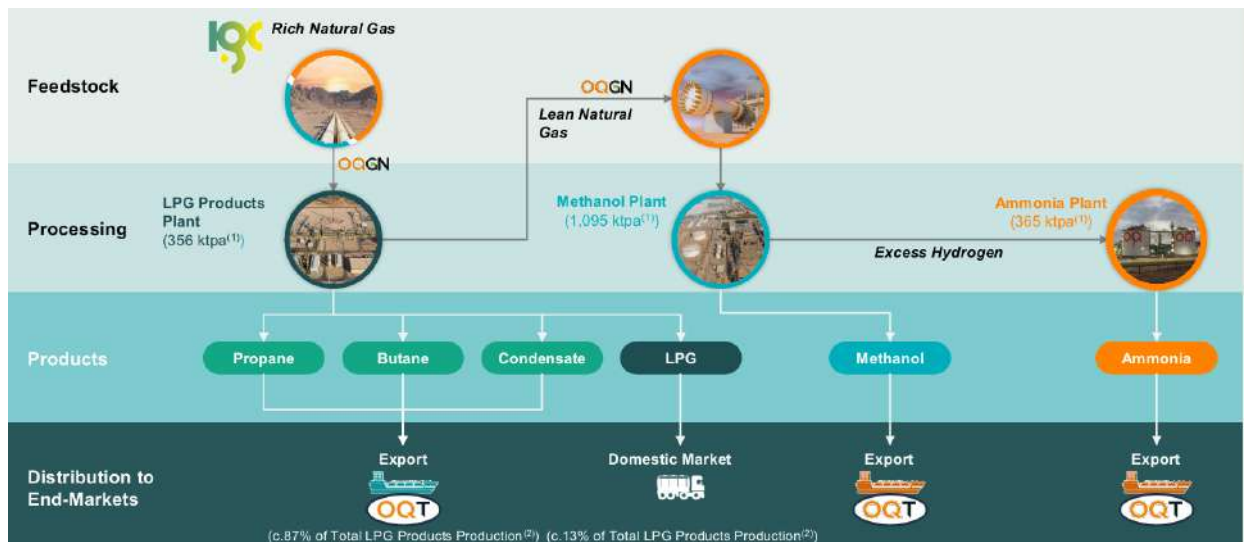 IGC
Rich Natural Gas
Feedstock
OQGN
Lean Natural
Gas
OQGN
LPG Products
Plant
(356 ktpa(1))
Processing
Methanol Plant
(1,095 ktpa(1))
Ammonia Plant
(365 ktpa(1))
Excess Hydrogen
Products
Propane
Butane
Condensate
LPG
Methanol
Ammonia
Distribution to
End-Markets
Export
OQT
Domestic Market
Export
OQT
Export
OQT
(c.87% of Total LPG Products Production(2))
(c.13% of Total LPG Products Production(2))